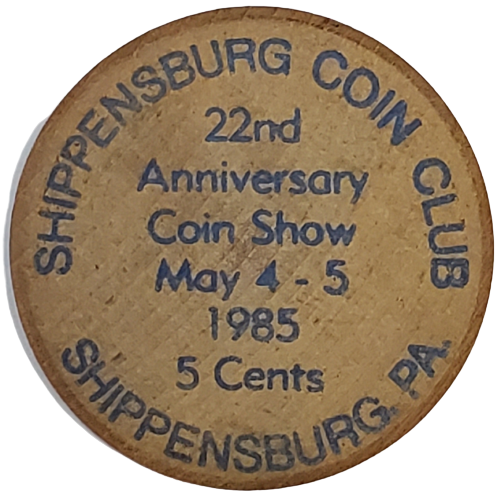 SHIPPENSBURG COIN CLUB
22nd
Anniversary
Coin Show
May 4 - 5
1985
5 Cents
SHIPPENSBURG, PA.